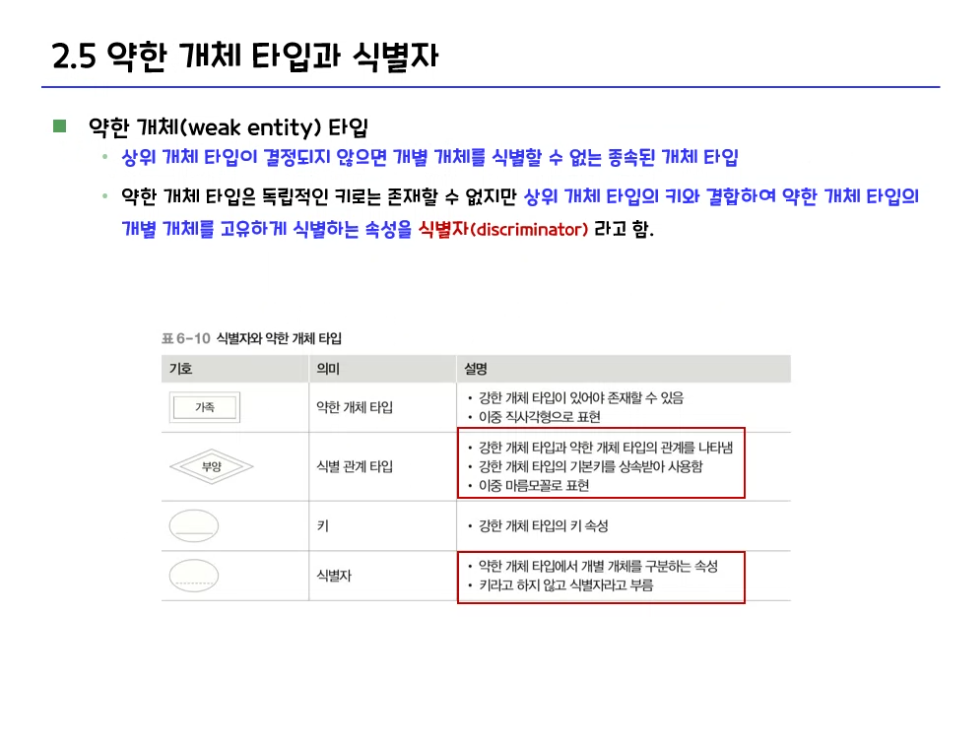 2.5 약한 개체 타입과 식별자
약한 개체(weak entity) 타입
• 상위 개체 타입이 결정되지 않으면 개별 개체를 식별할 수 없는 종속된 개체 타입
• 약한 개체 타입은 독립적인 키로는 존재할 수 없지만 상위 개체 타입의 키와 결합하여 약한 개체 타입의
개별 개체를 고유하게 식별하는 속성을 식별자(discriminator) 라고 함.
표 6-10 식별자와 약한 개체 타입
기호 의미 설명
가족 약한 개체 타입 • 강한 개체 타입이 있어야 존재할 수 있음
• 이중 직사각형으로 표현
부양 식별 관계 타입 • 강한 개체 타입과 약한 개체 타입의 관계를 나타냄
• 강한 개체 타입의 기본키를 상속받아 사용함
• 이중 마름모꼴로 표현
키 • 강한 개체 타입의 키 속성
식별자 • 약한 개체 타입에서 개별 개체를 구분하는 속성
• 키라고 하지 않고 식별자라고 부름